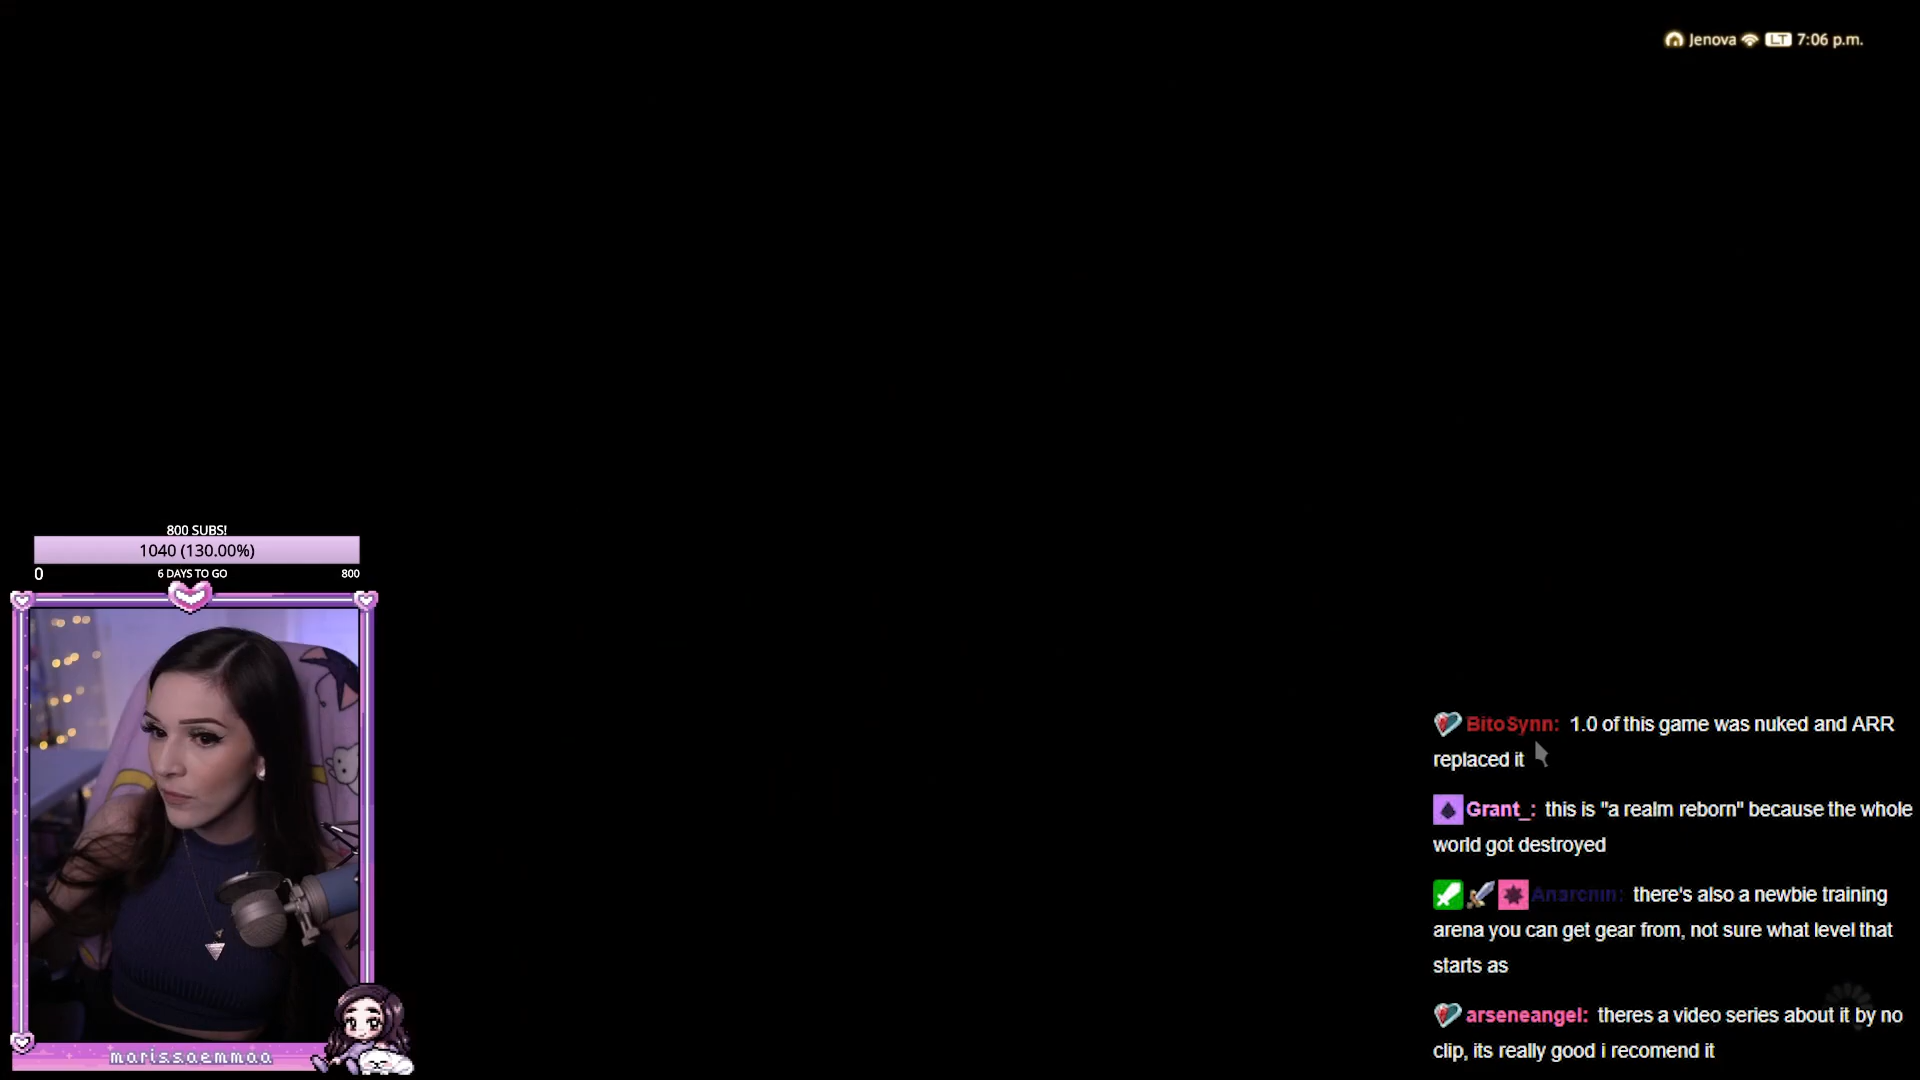 Jenova LT 7:06 p.m.
800 SUBS!
1040 (130.00%)
0 6 DAYS TO GO 800
BitoSynn: 1.0 of this game was nuked and ARR
replaced it
Grant_: this is "a realm reborn" because the whole
world got destroyed
there's also a newbie training
arena you can get gear from, not sure what level that
starts as
arseneangel: theres a video series about it by no
clip, its really good i recomend it
marissaemmaa